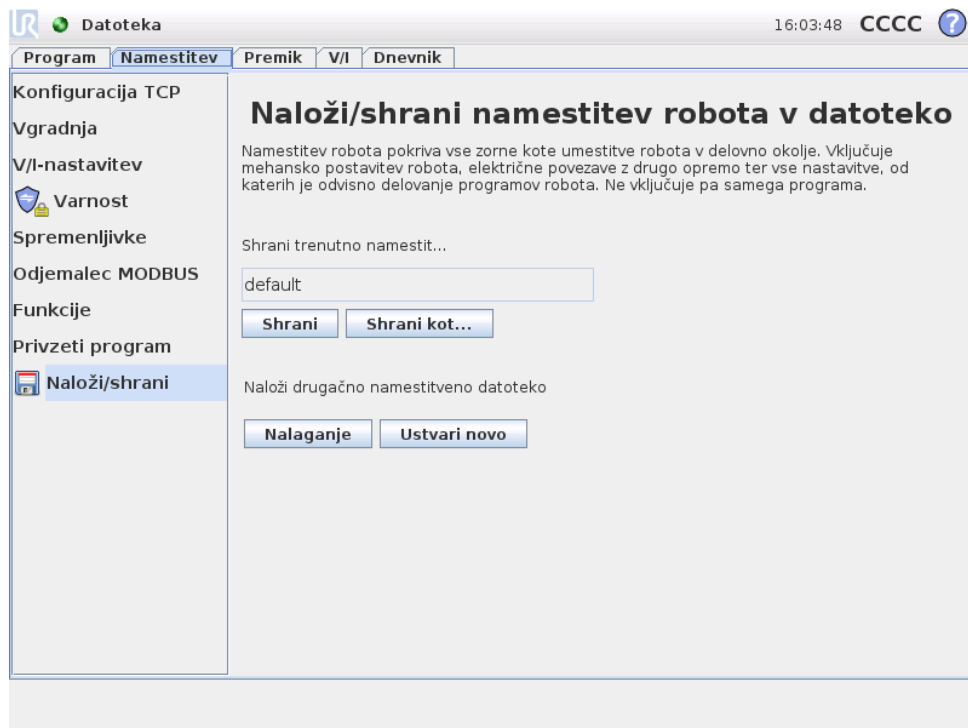 UR Datoteka 16:03:48 CCCC ?
Program Namestitev Premik V/I Dnevnik
Konfiguracija TCP
Vgradnja
V/I-nastavitev
Varnost
Spremenljivke
Odjemalec MODBUS
Funkcije
Privzeti program
Naloži/shrani
Naloži/shrani namestitev robota v datoteko
Namestitev robota pokriva vse zorne kote umestitve robota v delovno okolje. Vključuje
mehansko postavitev robota, električne povezave z drugo opremo ter vse nastavitve, od
katerih je odvisno delovanje programov robota. Ne vključuje pa samega programa.
Shrani trenutno namestit...
default
Shrani Shrani kot...
Naloži drugačno namestitveno datoteko
Nalaganje Ustvari novo